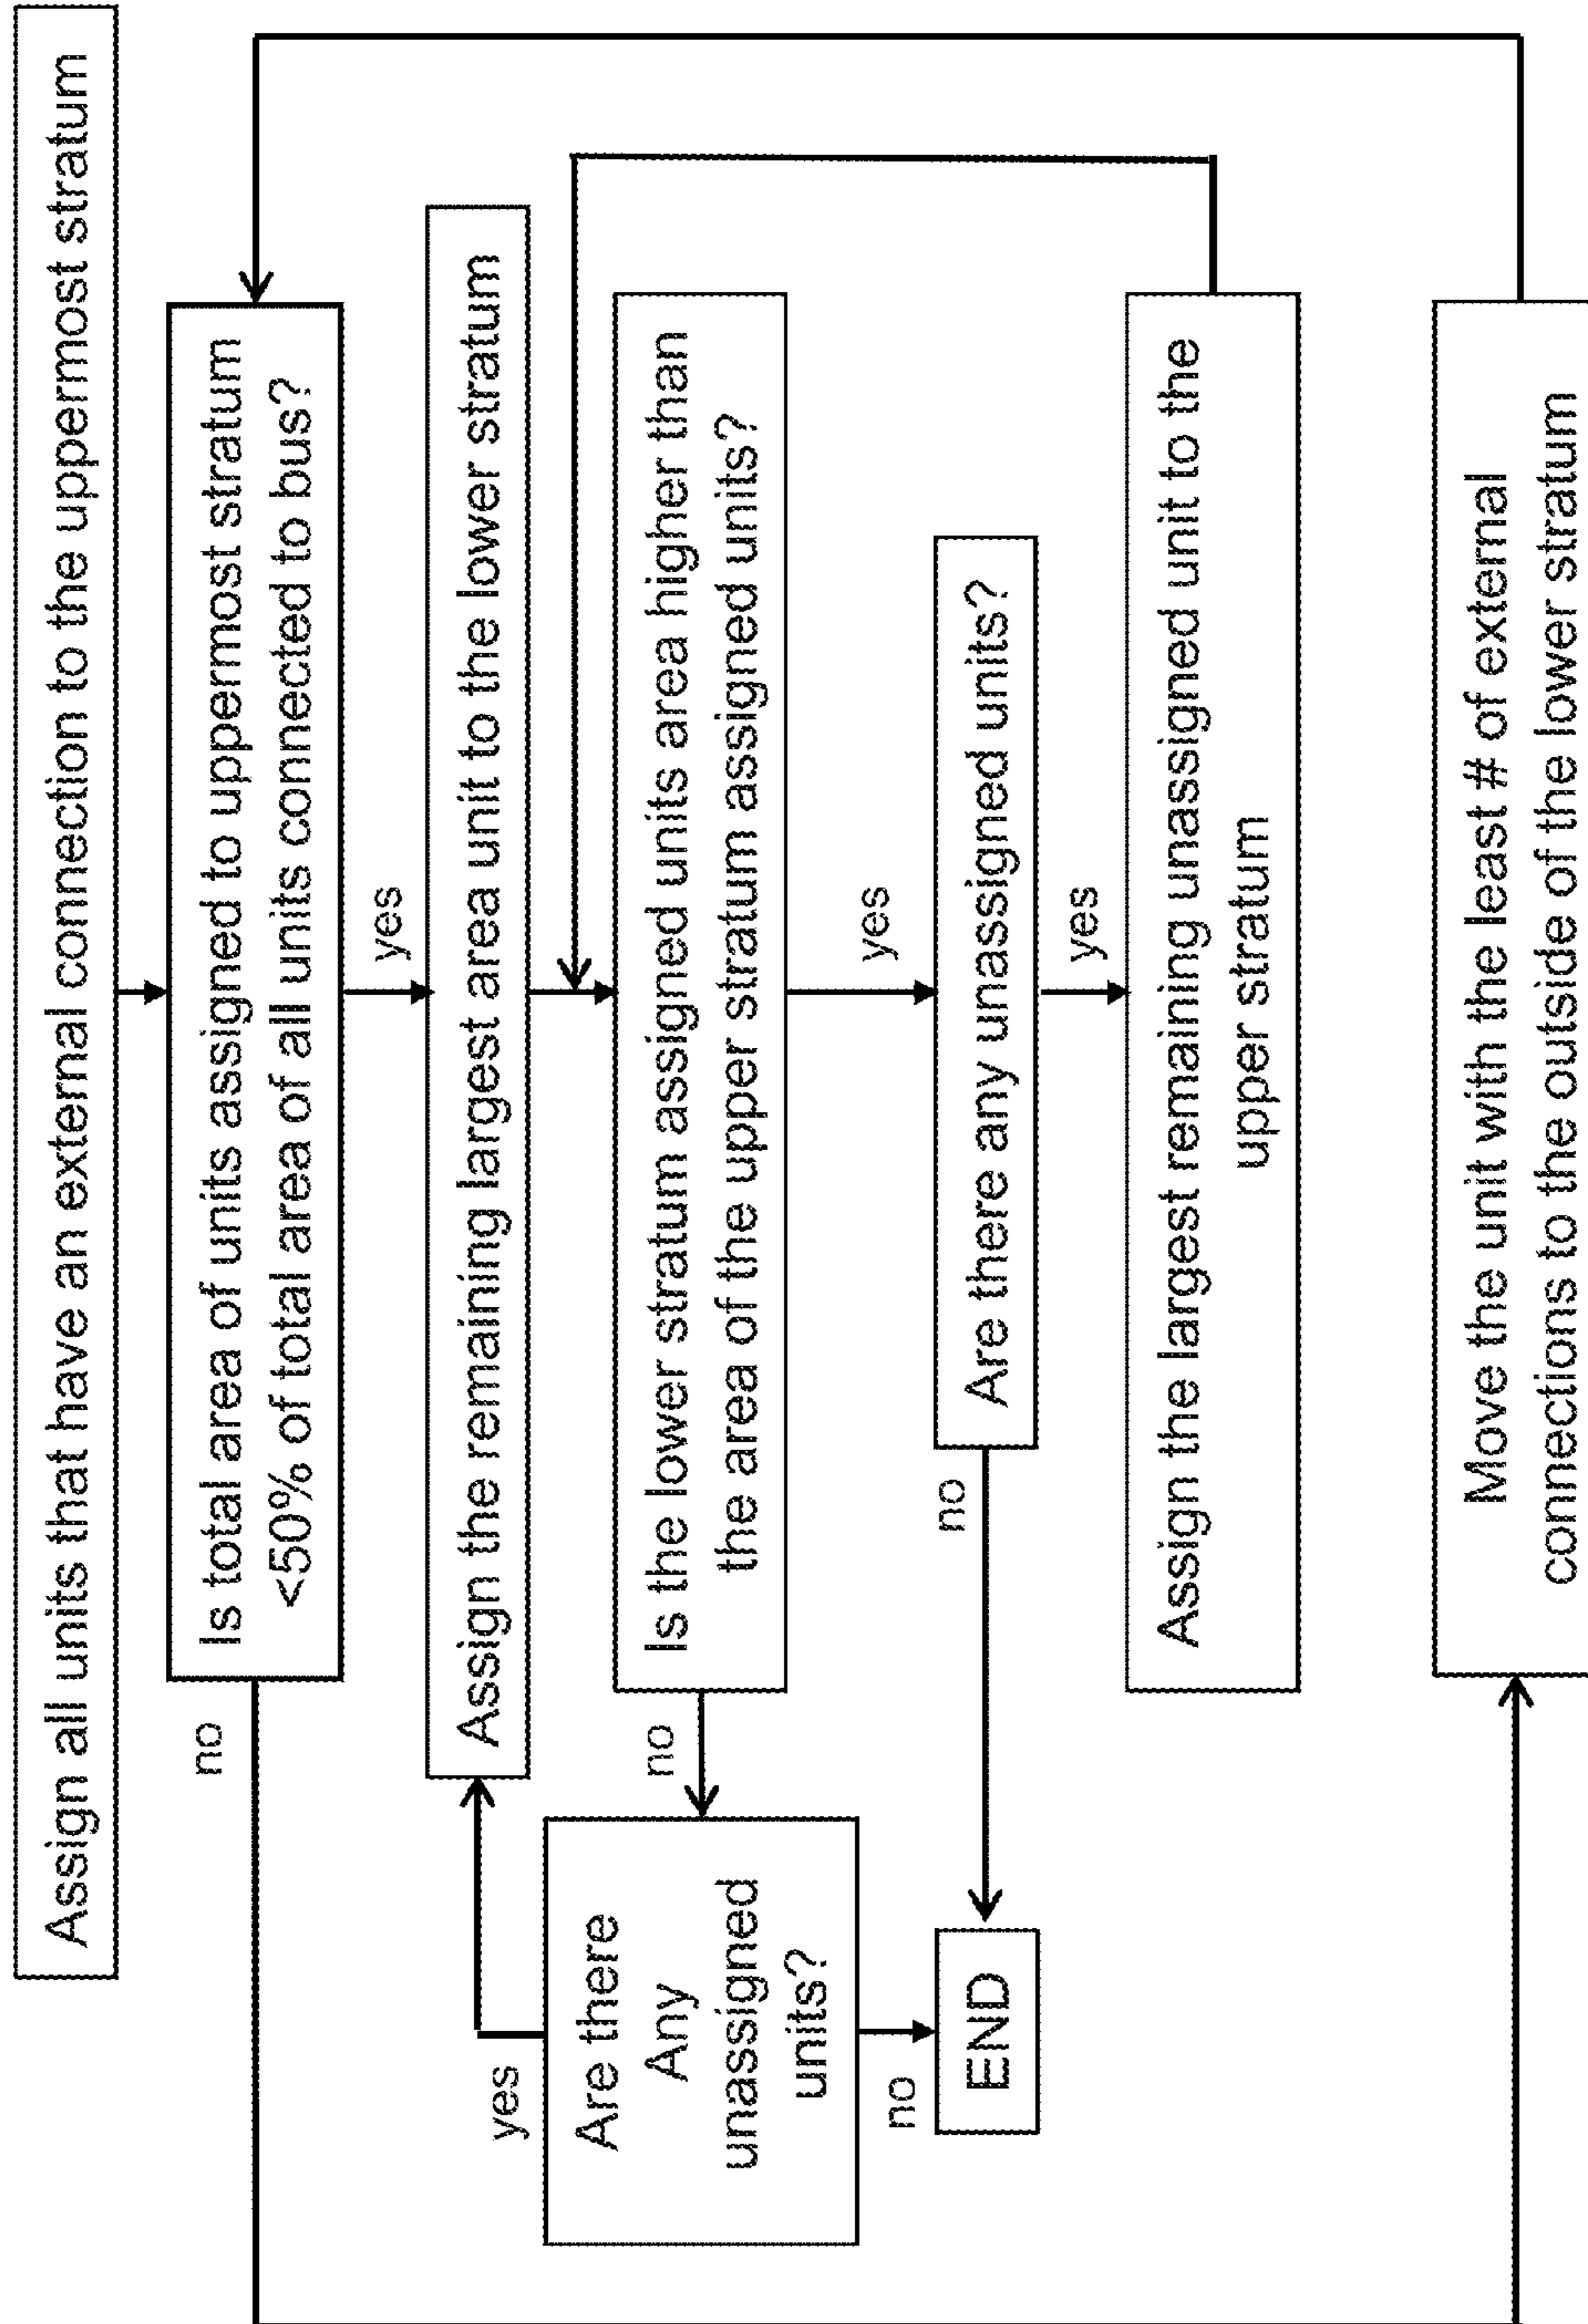 Assign all units that have an external connection to the uppermost stratum
Is total area of units assigned to uppermost stratum
<50% of total area of all units connected to bus?
no
yes
Assign the remaining largest area unit to the lower stratum
Is the lower stratum assigned units area higher than
the area of the upper stratum assigned units?
no
yes
Are there
Any
unassigned
units?
yes
no
END
Are there any unassigned units?
no
yes
Assign the largest remaining unassigned unit to the
upper stratum
Move the unit with the least # of external
connections to the outside of the lower stratum